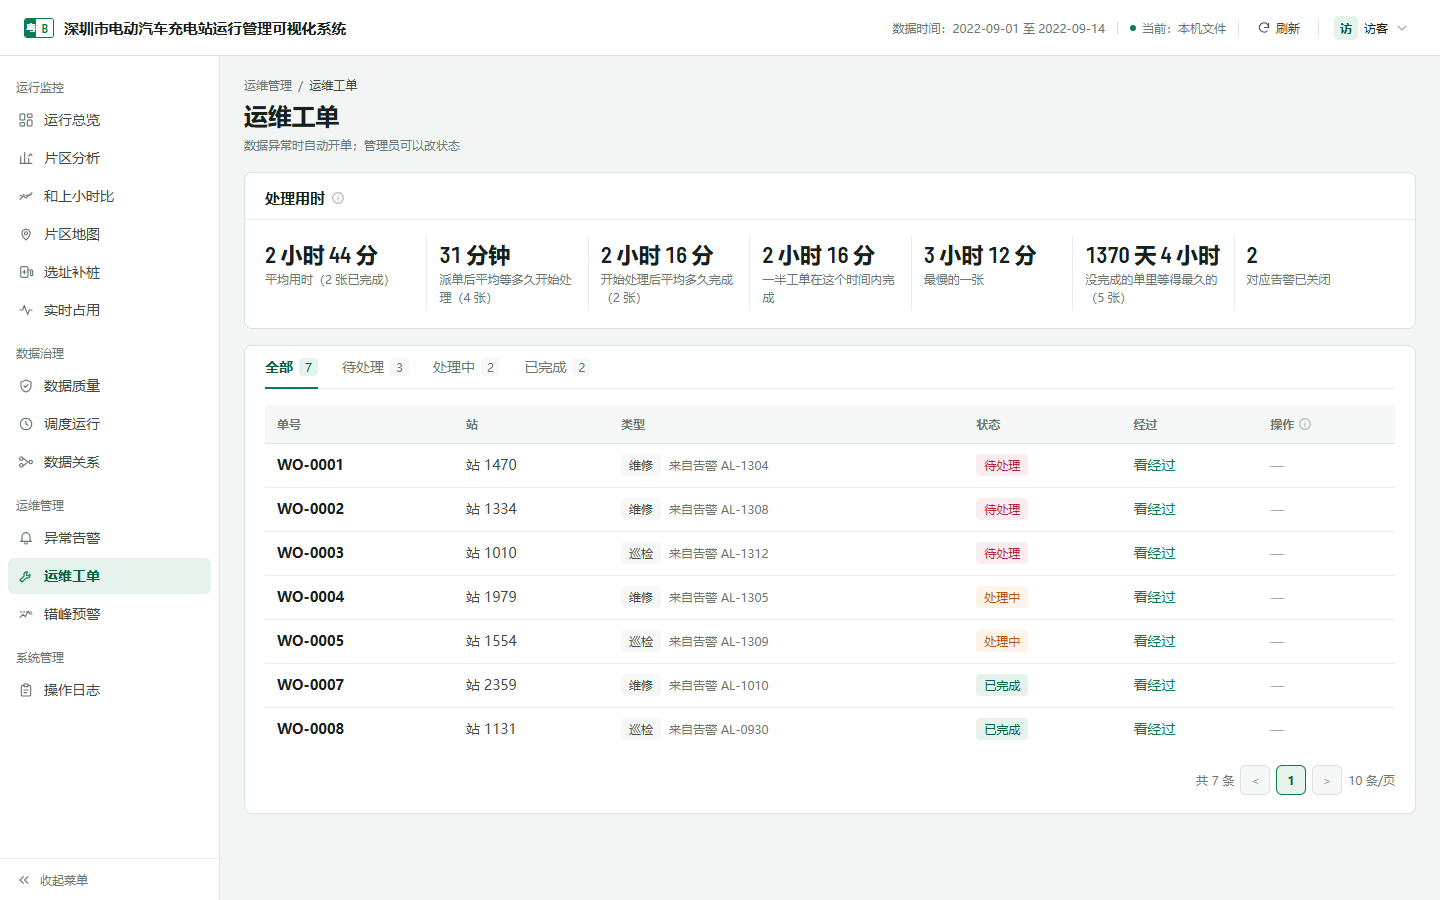 粤 B 深圳市电动汽车充电站运行管理可视化系统
数据时间：2022-09-01 至 2022-09-14 当前：本机文件 刷新 访 访客
运行监控
运行总览
片区分析
和上小时比
片区地图
选址补桩
实时占用
数据治理
数据质量
调度运行
数据关系
运维管理
异常告警
运维工单
错峰预警
系统管理
操作日志
收起菜单
运维管理 / 运维工单
运维工单
数据异常时自动开单；管理员可以改状态
处理用时
2 小时 44 分
平均用时（2 张已完成）
31 分钟
派单后平均等多久开始处
理（4 张）
2 小时 16 分
开始处理后平均多久完成
（2 张）
2 小时 16 分
一半工单在这个时间内完
成
3 小时 12 分
最慢的一张
1370 天 4 小时
没完成的单里等得最久的
（5 张）
2
对应告警已关闭
全部 7 待处理 3 处理中 2 已完成 2
单号 站 类型 状态 经过 操作
WO-0001 站 1470 维修 来自告警 AL-1304 待处理 看经过 —
WO-0002 站 1334 维修 来自告警 AL-1308 待处理 看经过 —
WO-0003 站 1010 巡检 来自告警 AL-1312 待处理 看经过 —
WO-0004 站 1979 维修 来自告警 AL-1305 处理中 看经过 —
WO-0005 站 1554 巡检 来自告警 AL-1309 处理中 看经过 —
WO-0007 站 2359 维修 来自告警 AL-1010 已完成 看经过 —
WO-0008 站 1131 巡检 来自告警 AL-0930 已完成 看经过 —
共 7 条 < 1 > 10 条/页